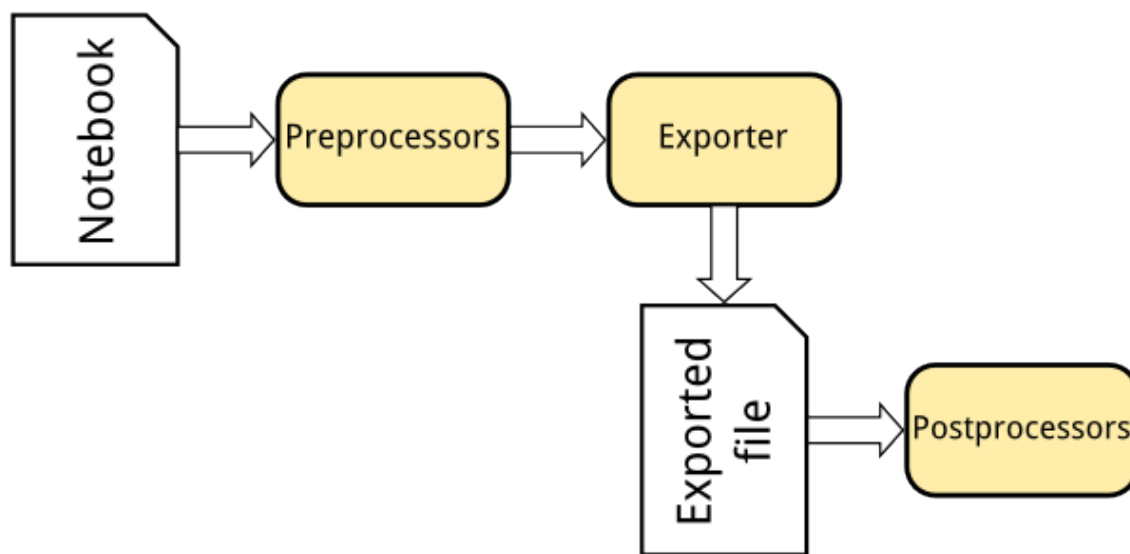 Notebook
Preprocessors
Exporter
Exported
file
Postprocessors